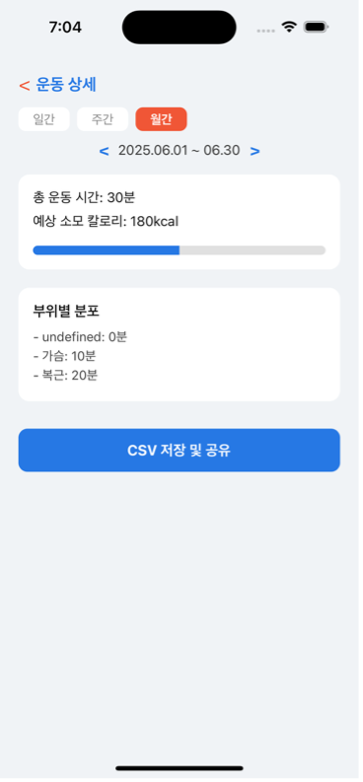 7:04
< 운동 상세
일간 주간 월간
< 2025.06.01 ~ 06.30 >
총 운동 시간: 30분
예상 소모 칼로리: 180kcal
부위별 분포
- undefined: 0분
- 가슴: 10분
- 복근: 20분
CSV 저장 및 공유